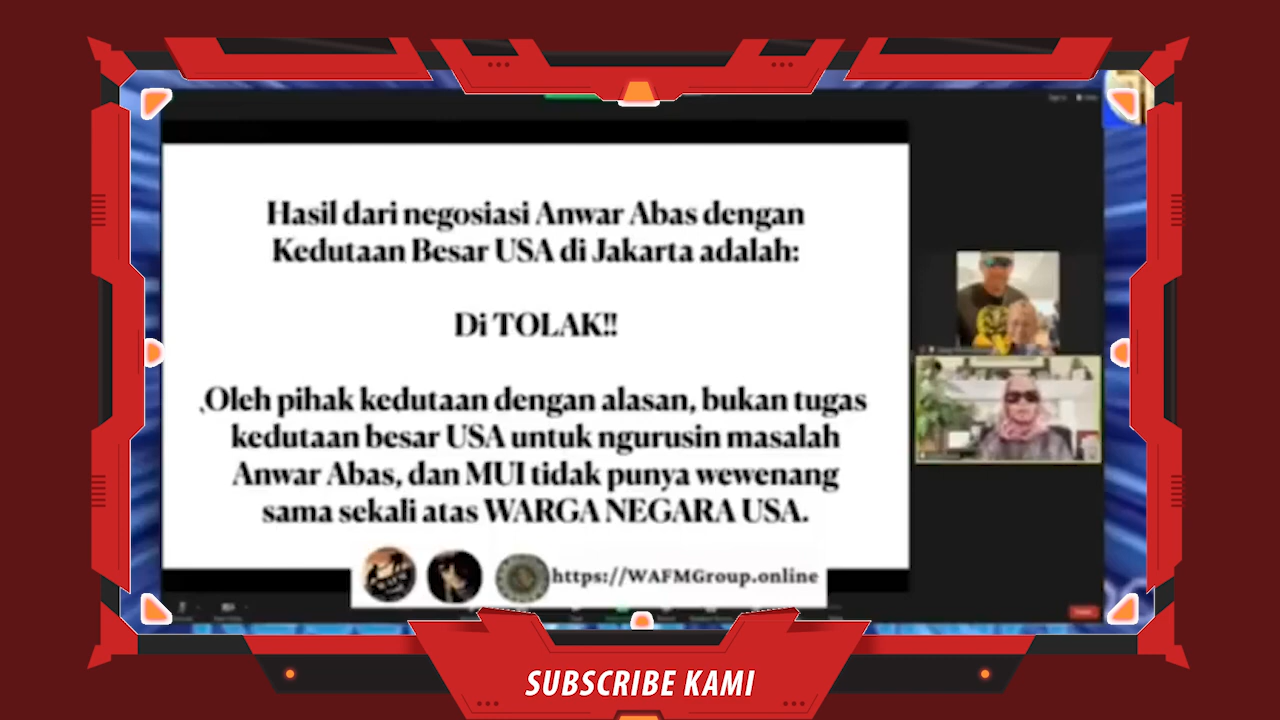 Hasil dari negosiasi Anwar Abas dengan
Kedutaan Besar USA di Jakarta adalah:
Di TOLAK!!
Oleh pihak kedutaan dengan alasan, bukan tugas
kedutaan besar USA untuk ngurusin masalah
Anwar Abas, dan MUI tidak punya wewenang
sama sekali atas WARGA NEGARA USA.
https://WAFMGroup.online
SUBSCRIBE KAMI